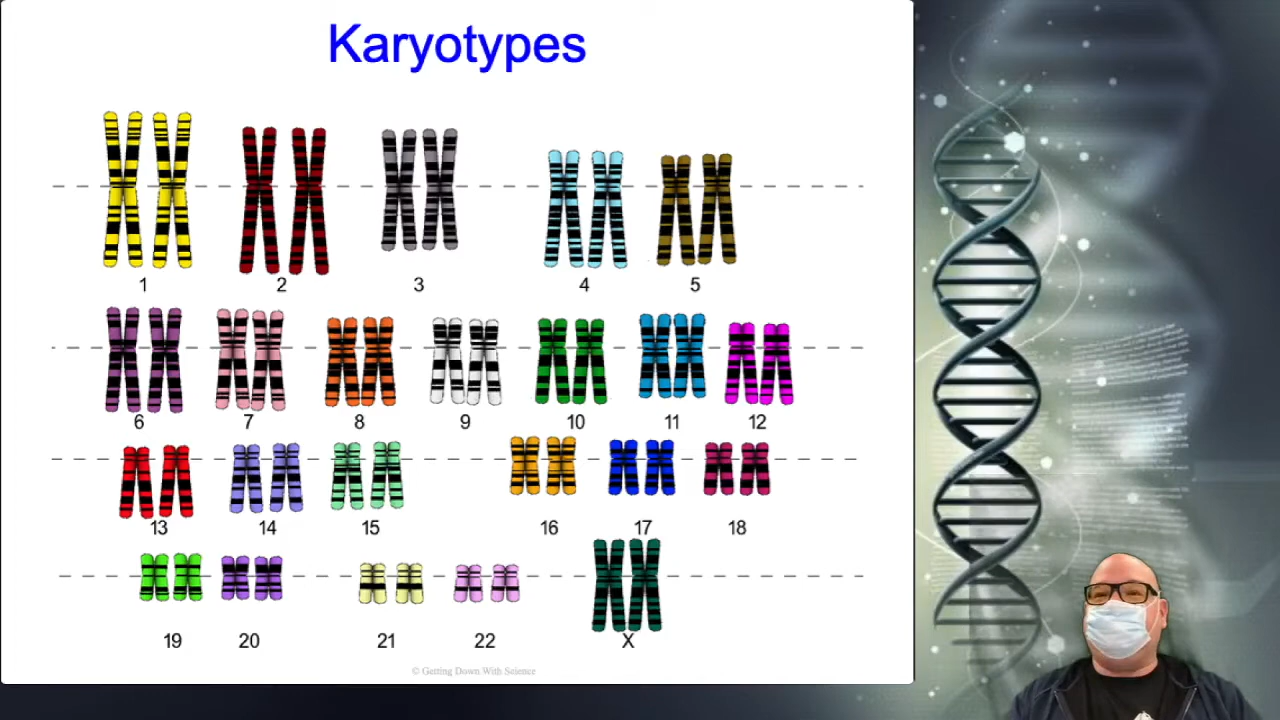 Karyotypes
1 2 3 4 5
6 7 8 9 10 11 12
13 14 15 16 17 18
19 20 21 22 X
© Getting Down With Science